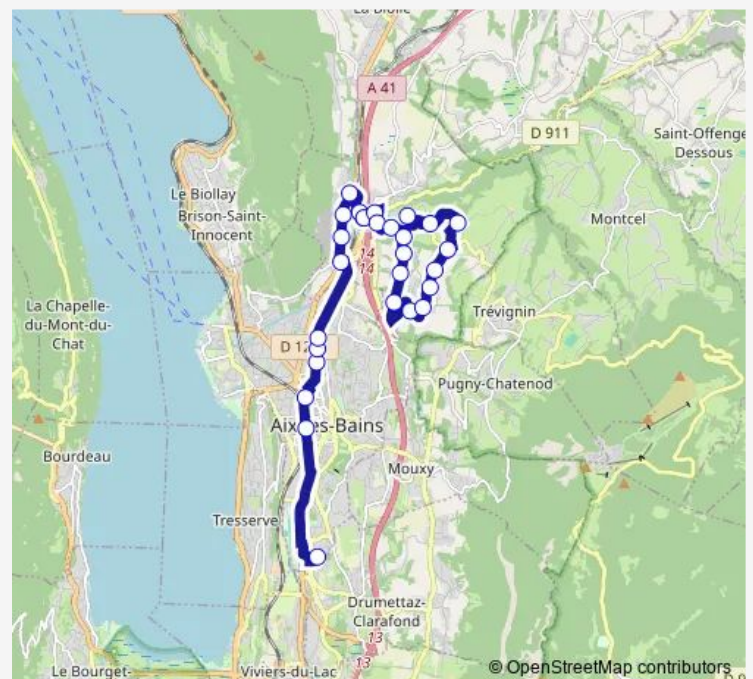 La Biolle
A 41
D 911
Saint-Offenge
Dessous
Le Biollay
Brison-Saint-
Innocent
Montcel
14
14
La Chapelle-
du-Mont-du-
Chat
Trévignin
D 12
Pugny-Chatenod
Aix-les-Bains
Bourdeau
Mouxy
Tresserve
Drumettaz-
Clarafond
13
13
Le Bourget-
Viviers-du-Lac
© OpenStreetMap contributors